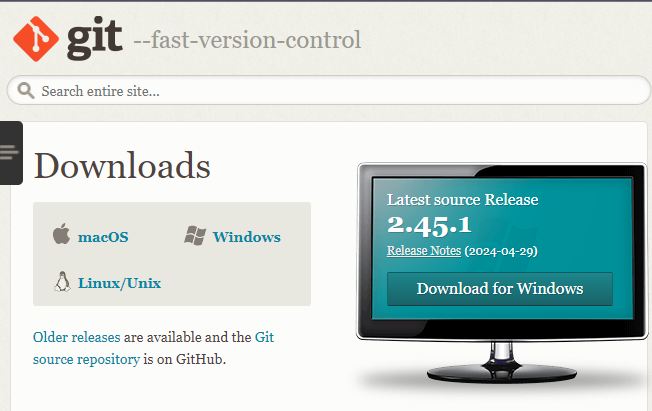 git --fast-version-control
Search entire site...
Downloads
macOS
Windows
Linux/Unix
Older releases are available and the Git
source repository is on GitHub.
Latest source Release
2.45.1
Release Notes (2024-04-29)
Download for Windows